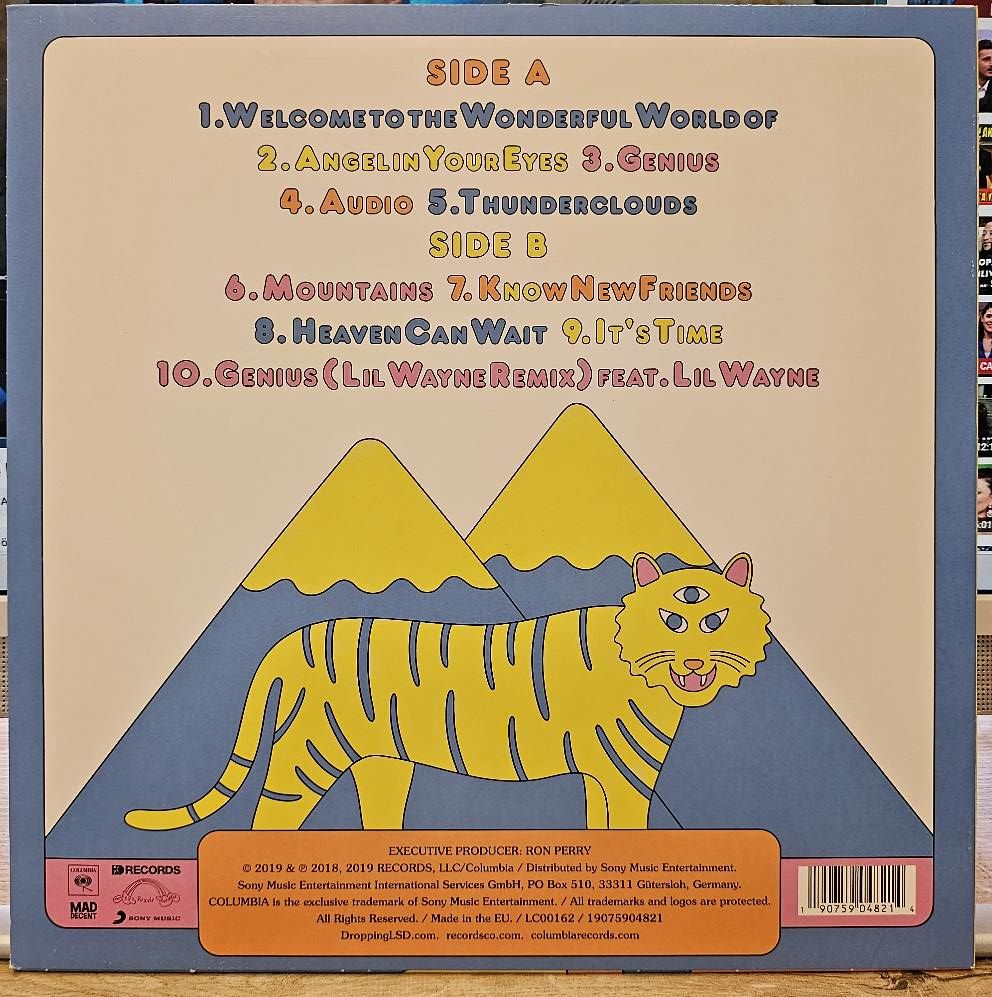 SIDE A
1.WELCOME TO THE WONDERFUL WORLD OF
2.ANGEL IN YOUR EYES 3.GENIUS
4.AUDIO 5.THUNDERCLOUDS
SIDE B
6.MOUNTAINS 7.KNOW NEW FRIENDS
8.HEAVEN CAN WAIT 9.IT'S TIME
10.GENIUS (LIL WAYNE REMIX) FEAT. LIL WAYNE
EXECUTIVE PRODUCER: RON PERRY
© 2019 & ℗ 2018, 2019 RECORDS, LLC/Columbia / Distributed by Sony Music Entertainment.
Sony Music Entertainment International Services GmbH, PO Box 510, 33311 Gütersloh, Germany.
COLUMBIA is the exclusive trademark of Sony Music Entertainment. / All trademarks and logos are protected.
All Rights Reserved. / Made in the EU. / LC00162 / 19075904821
DroppingLSD.com. recordsco.com. columbiarecords.com
COLUMBIA
RECORDS
MAD
DECENT
SONY MUSIC
1 90759 04821 4